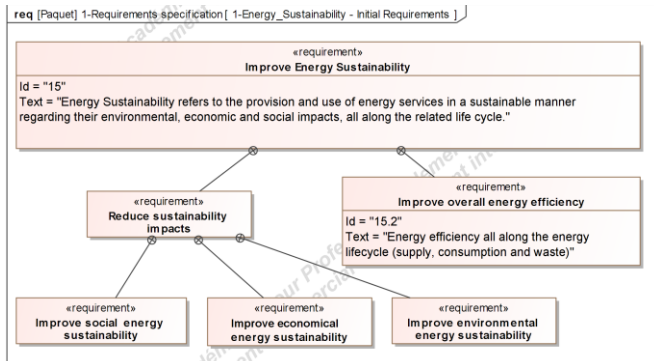 req [Paquet] 1-Requirements specification[ 1-Energy_Sustainability - Initial Requirements ]
«requirement»
Improve Energy Sustainability
Id = "15"
Text = "Energy Sustainability refers to the provision and use of energy services in a sustainable manner
regarding their environmental, economic and social impacts, all along the related life cycle."
«requirement»
Reduce sustainability
impacts
«requirement»
Improve overall energy efficiency
Id = "15.2"
Text = "Energy efficiency all along the energy
lifecycle (supply, consumption and waste)"
«requirement»
Improve social energy
sustainability
«requirement»
Improve economical
energy sustainability
«requirement»
Improve environmental
energy sustainability